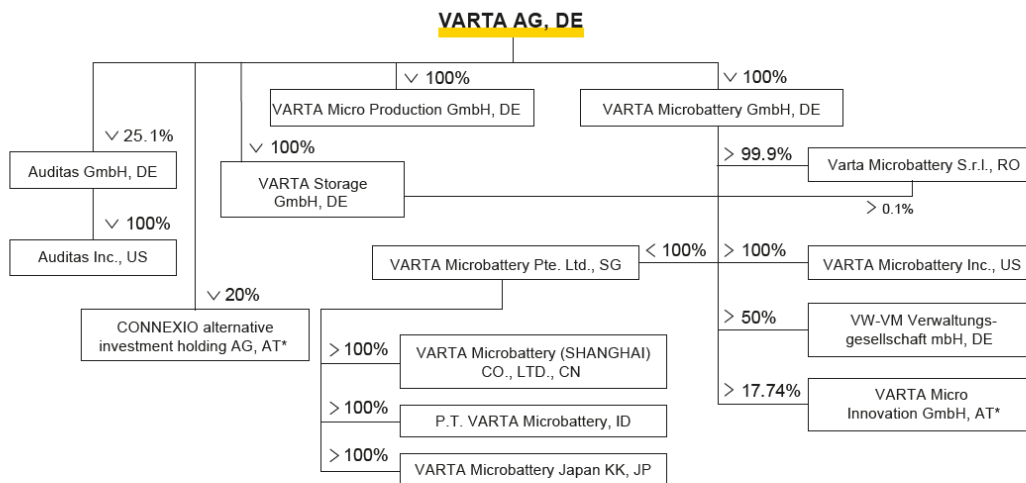 VARTA AG, DE
100%
100%
VARTA Micro Production GmbH, DE
VARTA Microbattery GmbH, DE
25.1%
100%
99.9%
Auditas GmbH, DE
VARTA Storage
GmbH, DE
Varta Microbattery S.r.l., RO
0.1%
100%
Auditas Inc., US
VARTA Microbattery Pte. Ltd., SG
100%
100%
VARTA Microbattery Inc., US
20%
CONNEXIO alternative
investment holding AG, AT*
50%
VW-VM Verwaltungs-
gesellschaft mbH, DE
100%
VARTA Microbattery (SHANGHAI)
CO., LTD., CN
17.74%
VARTA Micro
Innovation GmbH, AT*
100%
P.T. VARTA Microbattery, ID
100%
VARTA Microbattery Japan KK, JP